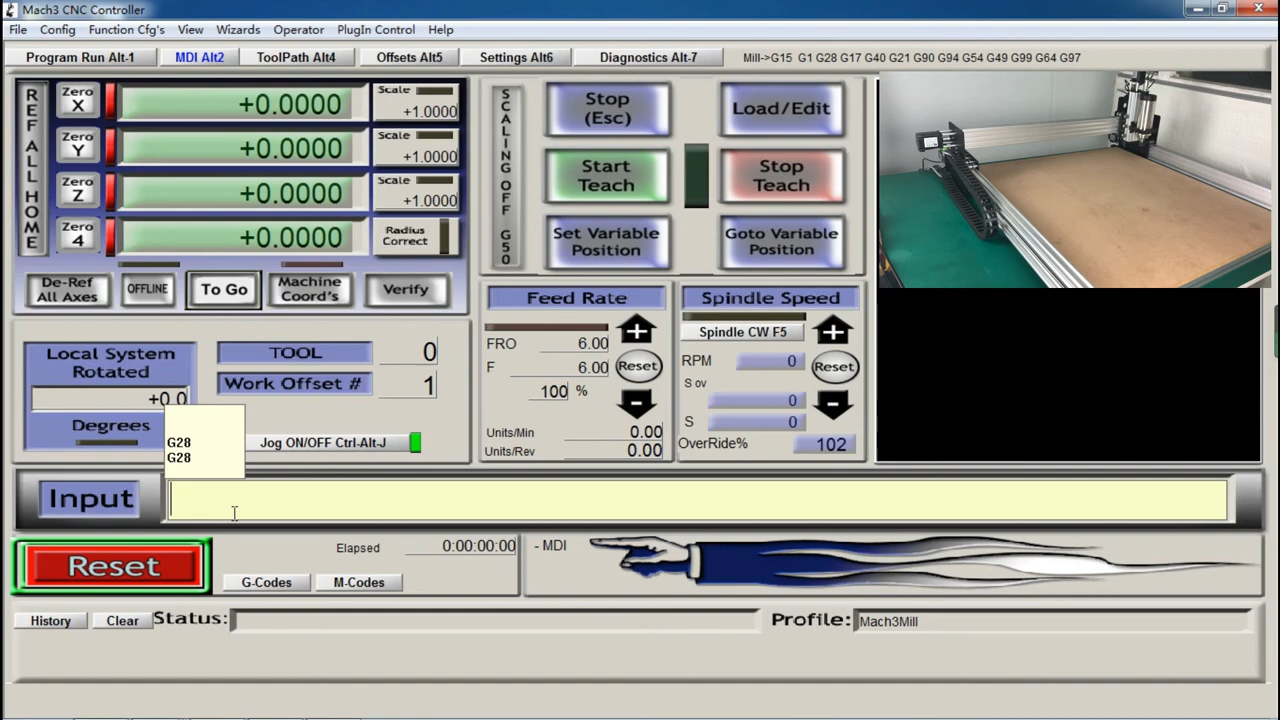 Mach3 CNC Controller
File Config Function Cfg's View Wizards Operator PlugIn Control Help
Program Run Alt-1 MDI Alt2 ToolPath Alt4 Offsets Alt5 Settings Alt6 Diagnostics Alt-7 Mill->G15 G1 G28 G17 G40 G21 G90 G94 G54 G49 G99 G64 G97
REF ALL HOME
Zero X +0.0000 Scale +1.0000
Zero Y +0.0000 Scale +1.0000
Zero Z +0.0000 Scale +1.0000
Zero 4 +0.0000 Radius Correct
De-Ref All Axes OFFLINE To Go Machine Coord's Verify
SCALING OFF G50
Stop (Esc) Load/Edit
Start Teach Stop Teach
Set Variable Position Goto Variable Position
Local System Rotated
+0.0
Degrees
TOOL 0
Work Offset # 1
G28
G28
Jog ON/OFF Ctrl-Alt-J
Feed Rate
FRO 6.00
F 6.00
Reset
100 %
Units/Min 0.00
Units/Rev 0.00
Spindle Speed
Spindle CW F5
RPM 0
Reset
S ov 0
S 0
OverRide% 102
Input
Reset
Elapsed 0:00:00:00
G-Codes M-Codes
- MDI
History Clear Status: Profile: Mach3Mill